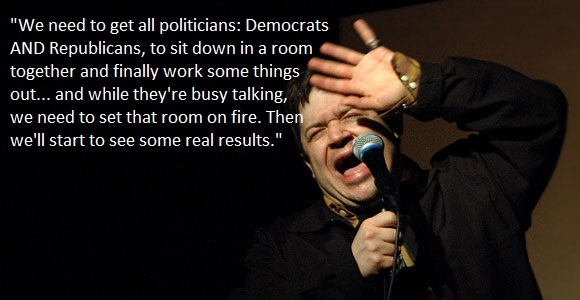 "We need to get all politicians: Democrats
AND Republicans, to sit down in a room
together and finally work some things
out... and while they're busy talking,
we need to set that room on fire. Then
we'll start to see some real results."